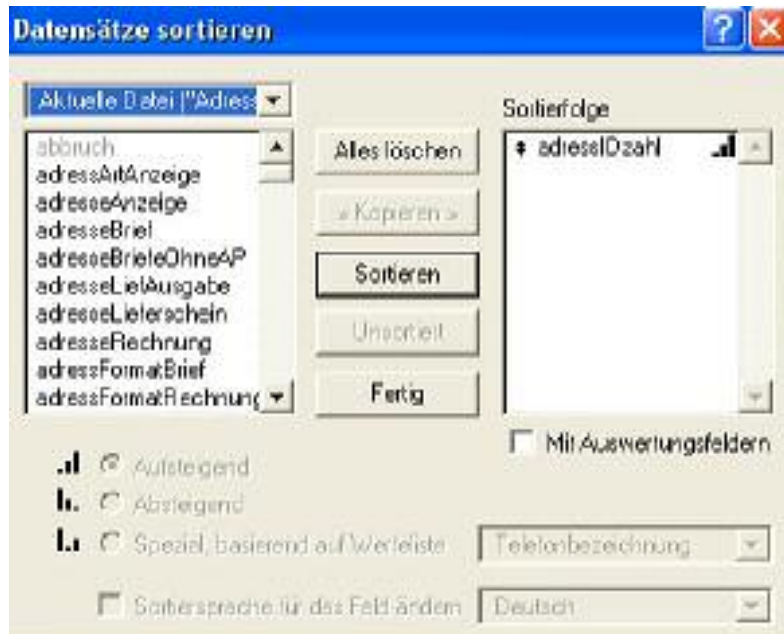 Datensätze sortieren
Aktuelle Datei ("Adress
abbruch
adressArtAnzeige
adresseAnzeige
adresseBrief
adresseBriefeOhneAP
adresseLiefAusgabe
adresseLieferschein
adresseRechnung
adressFormatBrief
adressFormatRechnung
Alles löschen
» Kopieren »
Sortieren
Unsortiert
Fertig
Sortierfolge
adressIDzahl
Mit Auswertungsfeldern
Aufsteigend
Absteigend
Spezial, basierend auf Werteliste
Telefonbezeichnung
Sortiersprache für das Feld ändern
Deutsch